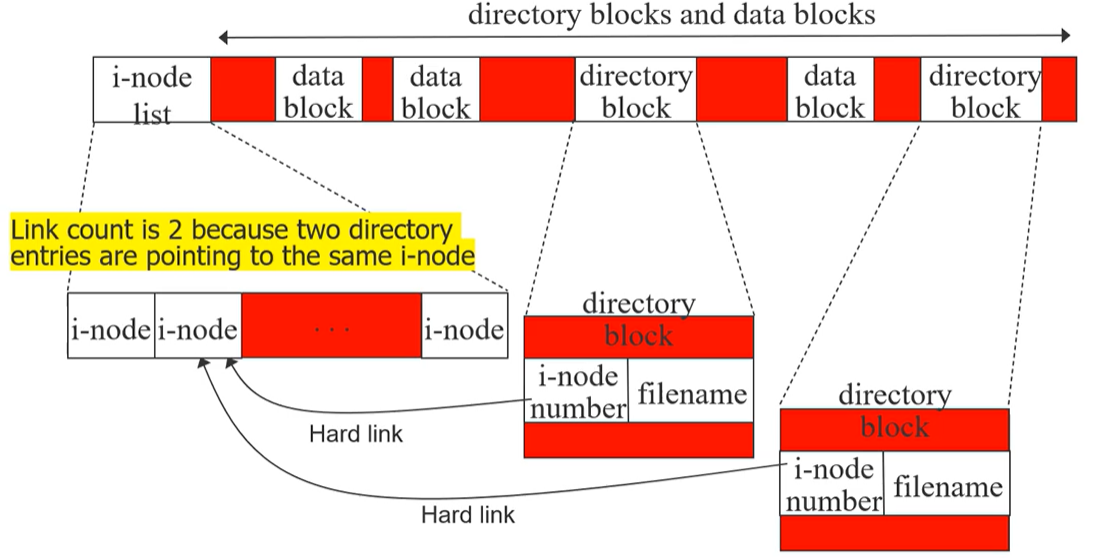 directory blocks and data blocks
i-node
list
data
block
data
block
directory
block
data
block
directory
block
Link count is 2 because two directory
entries are pointing to the same i-node
i-node
i-node
. . .
i-node
directory
block
i-node
number
filename
Hard link
directory
block
i-node
number
filename
Hard link